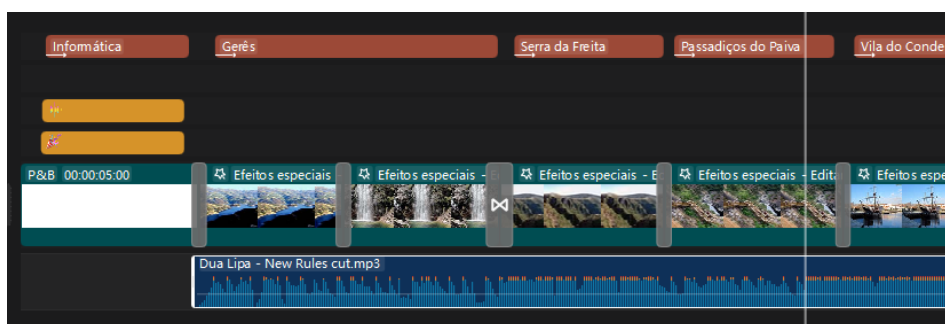 Informática
Gerês
Serra da Freita
Passadiços do Paiva
Vila do Conde
P&B 00:00:05:00
Efeitos especiais
Efeitos especiais -
Efeitos especiais -
Efeitos especiais - Edita
Efeitos espe
Dua Lipa - New Rules cut.mp3